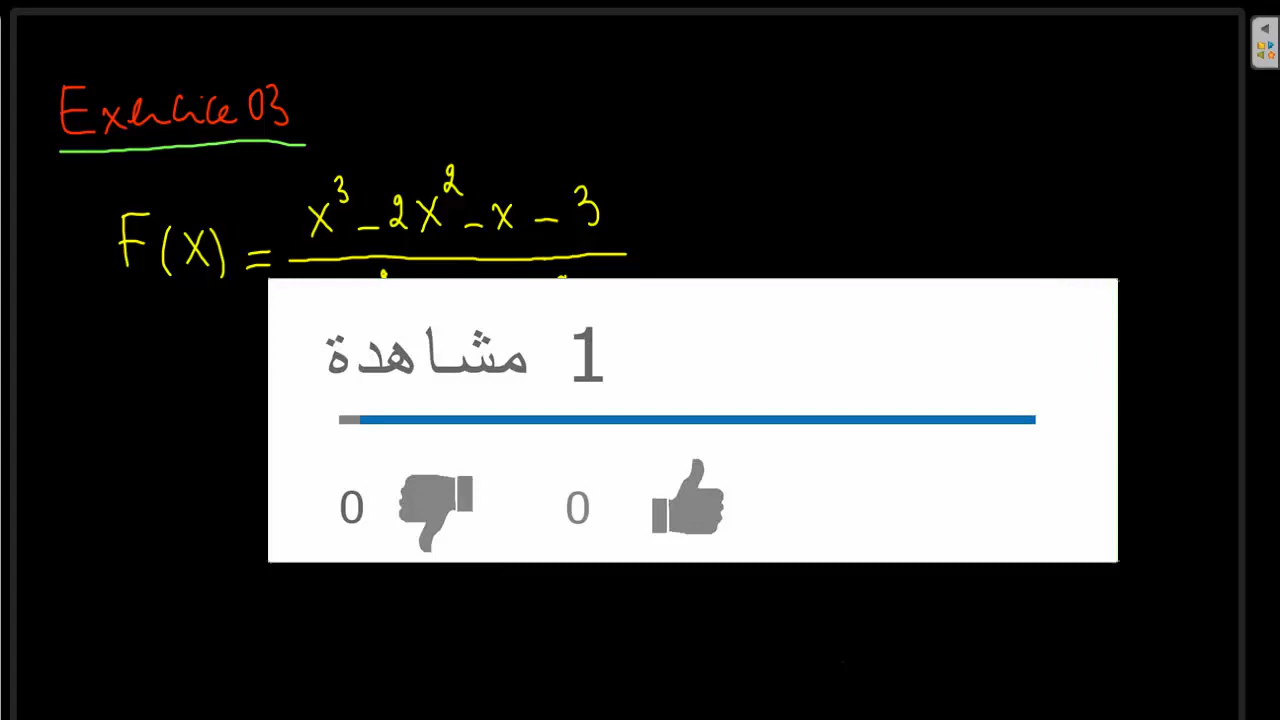 Exercice 03
F(X) = x³ - 2x² - x - 3
1 مشاهدة
0 0